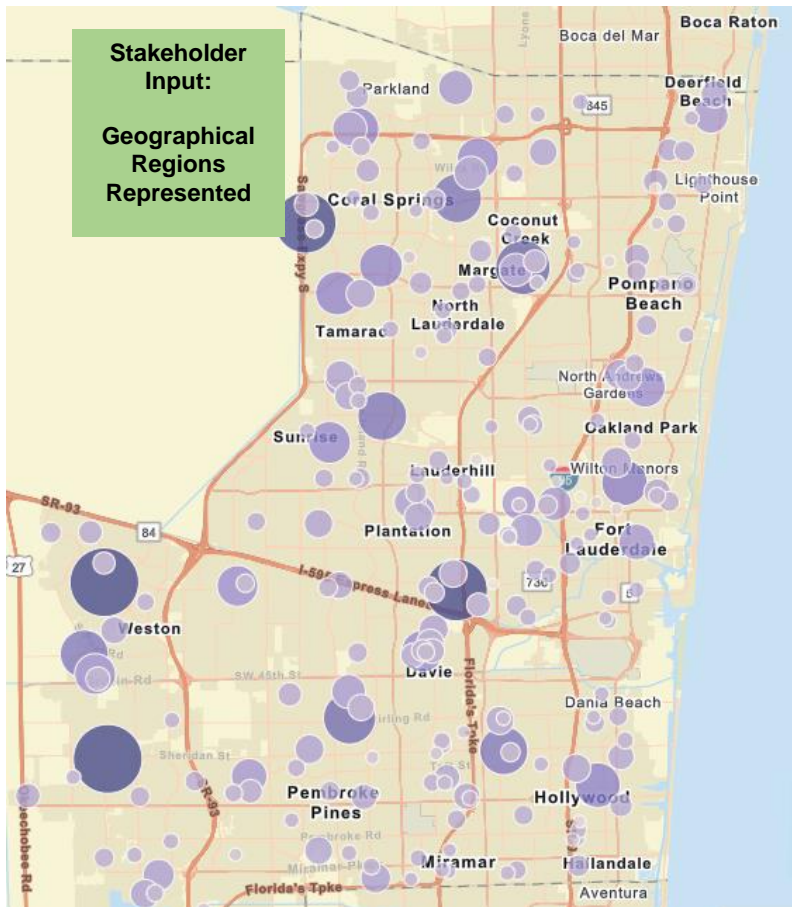 Stakeholder
Input:
Geographical
Regions
Represented
Boca Raton
Boca del Mar
Lyons
Deerfield
Beach
Parkland
845
Lighthouse
Point
Coral Springs
Coconut
Creek
Margate
Pompano
Beach
North
Lauderdale
Tamarac
North Andrews
Gardens
Oakland Park
Sunrise
Lauderhill
Wilton Manors
SR-93
84
Plantation
Fort
Lauderdale
27
I-595 Express Lanes
736
Weston
Davie
SW 45th St
Florida's Tpke
Dania Beach
Sheridan St
SR-93
Pembroke
Pines
Hollywood
Pembroke Rd
Miramar
Hallandale
Florida's Tpke
Aventura